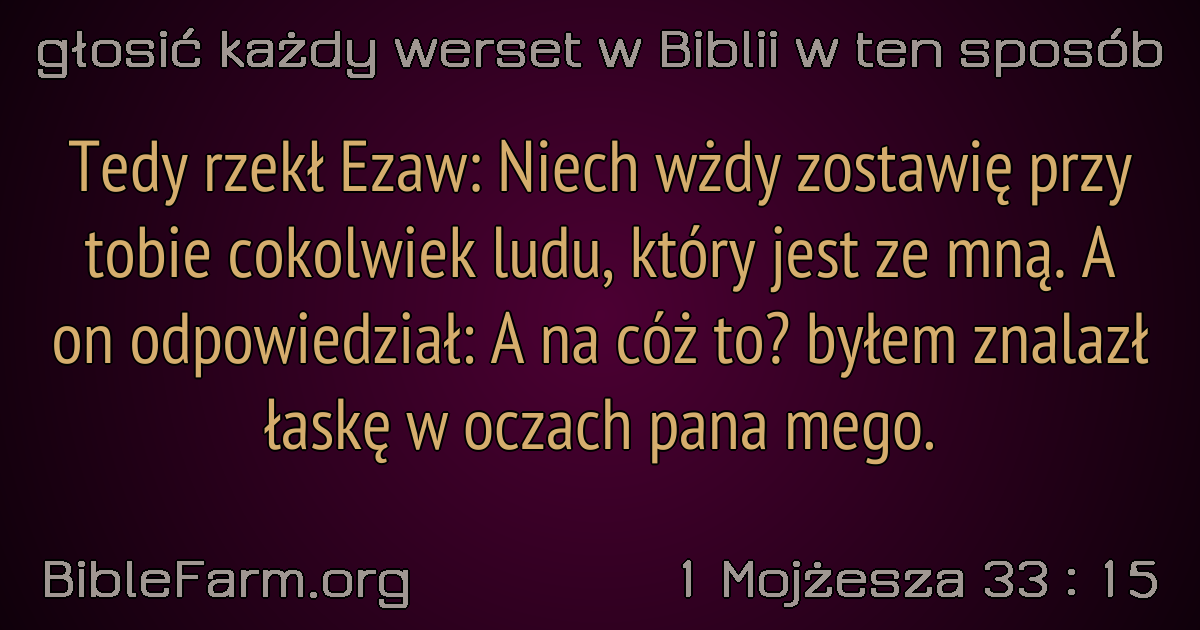 głosić każdy werset w Biblii w ten sposób
Tedy rzekł Ezaw: Niech wżdy zostawię przy
tobie cokolwiek ludu, który jest ze mną. A
on odpowiedział: A na cóż to? byłem znalazł
łaskę w oczach pana mego.
BibleFarm.org
1 Mojżesza 33 : 15